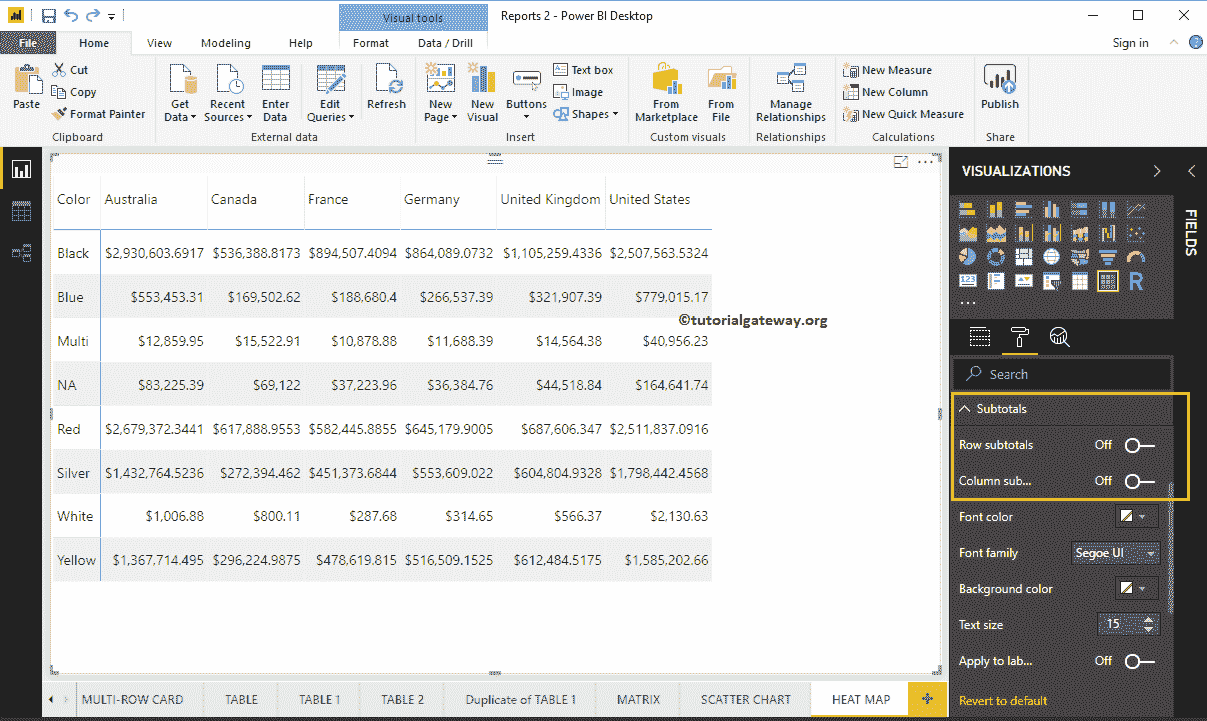 Visual tools
Reports 2 - Power BI Desktop
File Home View Modeling Help Format Data / Drill Sign in
Paste
Cut
Copy
Format Painter
Clipboard
Get Data
Recent Sources
Enter Data
Edit Queries
External data
Refresh
New Page
New Visual
Buttons
Text box
Image
Shapes
Insert
From Marketplace
From File
Custom visuals
Manage Relationships
Relationships
New Measure
New Column
New Quick Measure
Calculations
Publish
Share
Color Australia Canada France Germany United Kingdom United States
Black $2,930,603.6917 $536,388.8173 $894,507.4094 $864,089.0732 $1,105,259.4336 $2,507,563.5324
Blue $553,453.31 $169,502.62 $188,680.4 $266,537.39 $321,907.39 $779,015.17
©tutorialgateway.org
Multi $12,859.95 $15,522.91 $10,878.88 $11,688.39 $14,564.38 $40,956.23
NA $83,225.39 $69,122 $37,223.96 $36,384.76 $44,518.84 $164,641.74
Red $2,679,372.3441 $617,888.9553 $582,445.8855 $645,179.9005 $687,606.347 $2,511,837.0916
Silver $1,432,764.5236 $272,394.462 $451,373.6844 $553,609.022 $604,804.9328 $1,798,442.4568
White $1,006.88 $800.11 $287.68 $314.65 $566.37 $2,130.63
Yellow $1,367,714.495 $296,224.9875 $478,619.815 $516,509.1525 $612,484.5175 $1,585,202.66
VISUALIZATIONS
FIELDS
123
R
Search
Subtotals
Row subtotals Off
Column sub... Off
Font color
Font family Segoe UI
Background color
Text size 15
Apply to lab... Off
Revert to default
MULTI-ROW CARD TABLE TABLE 1 TABLE 2 Duplicate of TABLE 1 MATRIX SCATTER CHART HEAT MAP